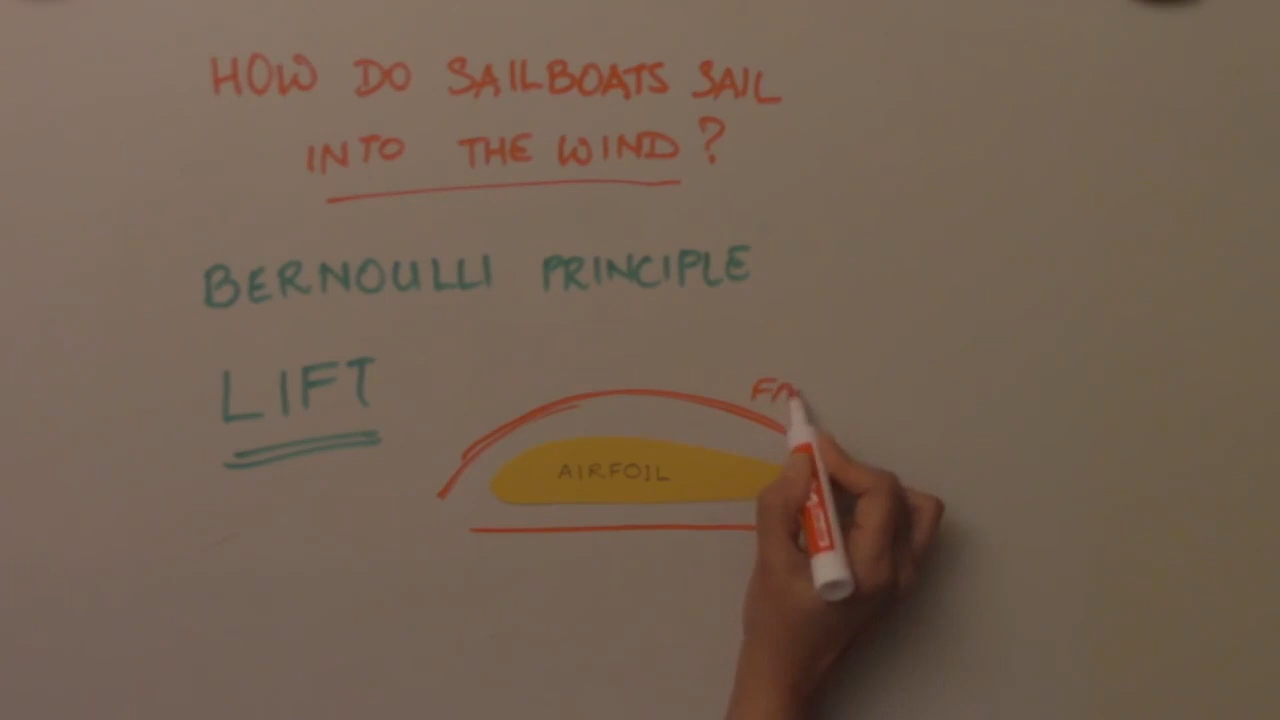 HOW DO SAILBOATS SAIL
INTO THE WIND?
BERNOULLI PRINCIPLE
LIFT
AIRFOIL